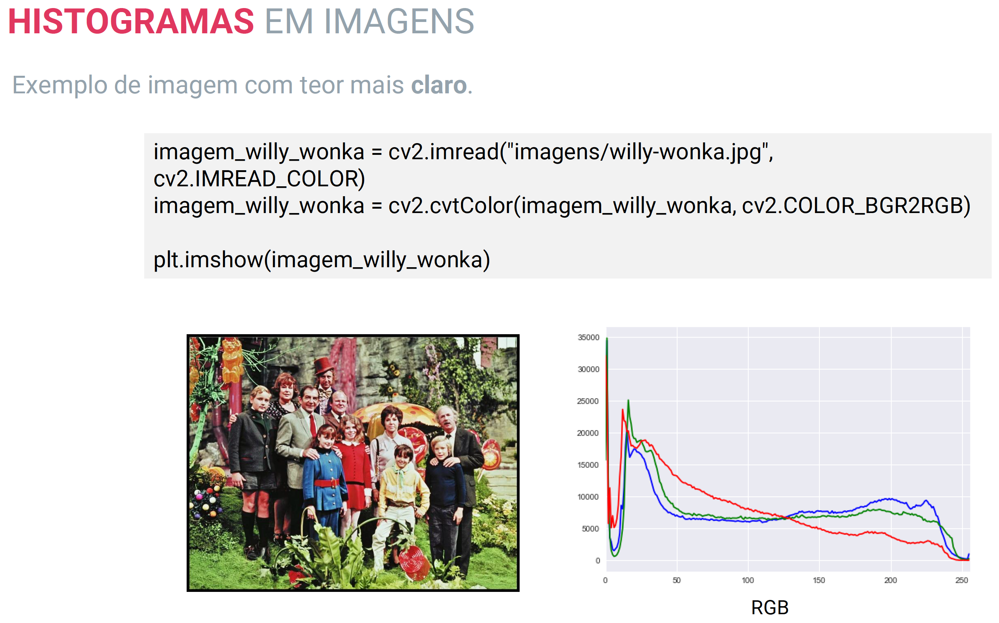 HISTOGRAMAS EM IMAGENS
Exemplo de imagem com teor mais claro.
imagem_willy_wonka = cv2.imread("imagens/willy-wonka.jpg",
cv2.IMREAD_COLOR)
imagem_willy_wonka = cv2.cvtColor(imagem_willy_wonka, cv2.COLOR_BGR2RGB)
plt.imshow(imagem_willy_wonka)
35000
30000
25000
20000
15000
10000
5000
0
0 50 100 150 200 250
RGB